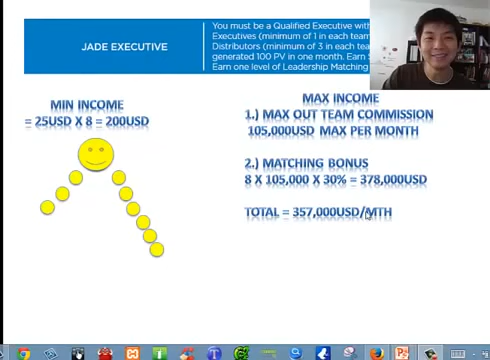 JADE EXECUTIVE
You must be a Qualified Executive with
Executives (minimum of 1 in each team
Distributors (minimum of 3 in each tea
generated 100 PV in one month. Earn
Earn one level of Leadership Matching
MIN INCOME
= 25USD X 8 = 200USD
MAX INCOME
1.) MAX OUT TEAM COMMISSION
105,000USD MAX PER MONTH
2.) MATCHING BONUS
8 X 105,000 X 30% = 378,000USD
TOTAL = 357,000USD/MTH